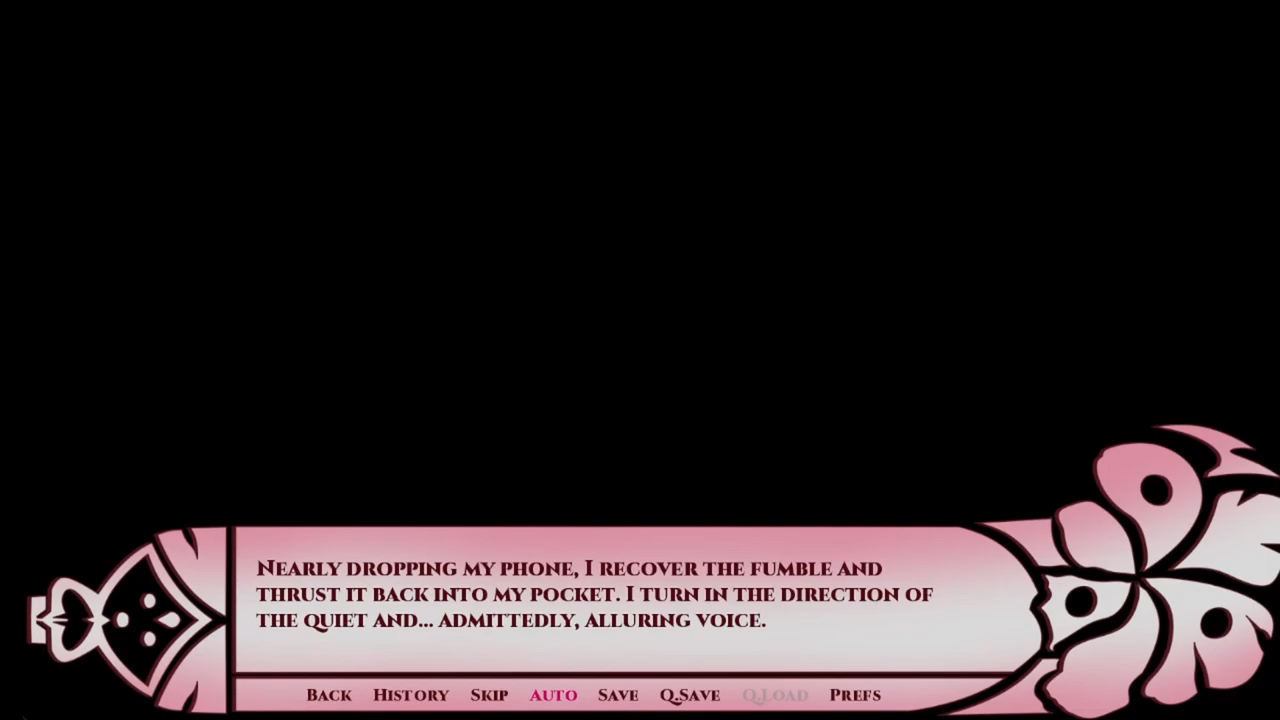 Nearly dropping my phone, I recover the fumble and
thrust it back into my pocket. I turn in the direction of
the quiet and... admittedly, alluring voice.
Back History Skip Auto Save Q.Save Q.Load Prefs